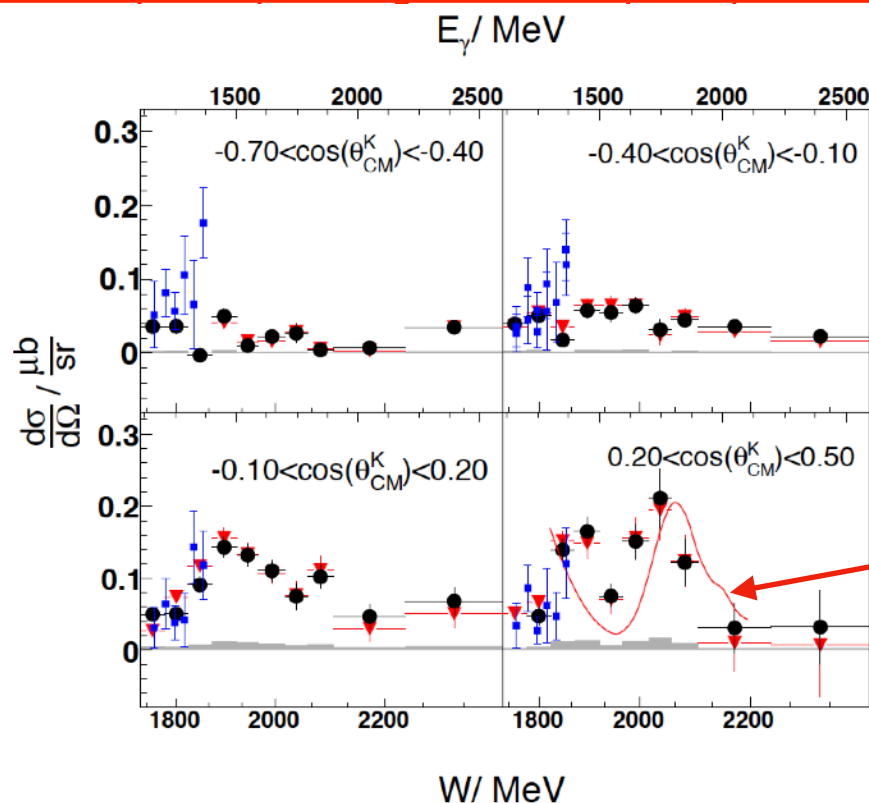 E_γ/ MeV
1500 2000 2500 1500 2000 2500
0.3 -0.70<cos(θ^K_CM)<-0.40 -0.40<cos(θ^K_CM)<-0.10
0.2
0.1
0
dσ/dΩ / μb/sr
0.3 -0.10<cos(θ^K_CM)<0.20 0.20<cos(θ^K_CM)<0.50
0.2
0.1
0
1800 2000 2200 1800 2000 2200
W/ MeV